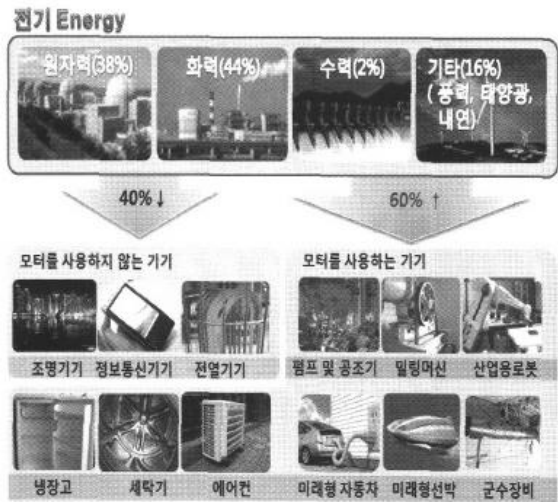 전기 Energy
원자력(38%) 화력(44%) 수력(2%) 기타(16%)
( 풍력, 태양광,
내연)
40% ↓ 60% ↑
모터를 사용하지 않는 기기 모터를 사용하는 기기
조명기기 정보통신기기 전열기기 펌프 및 공조기 밀링머신 산업용로봇
냉장고 세탁기 에어컨 미래형 자동차 미래형선박 군수장비